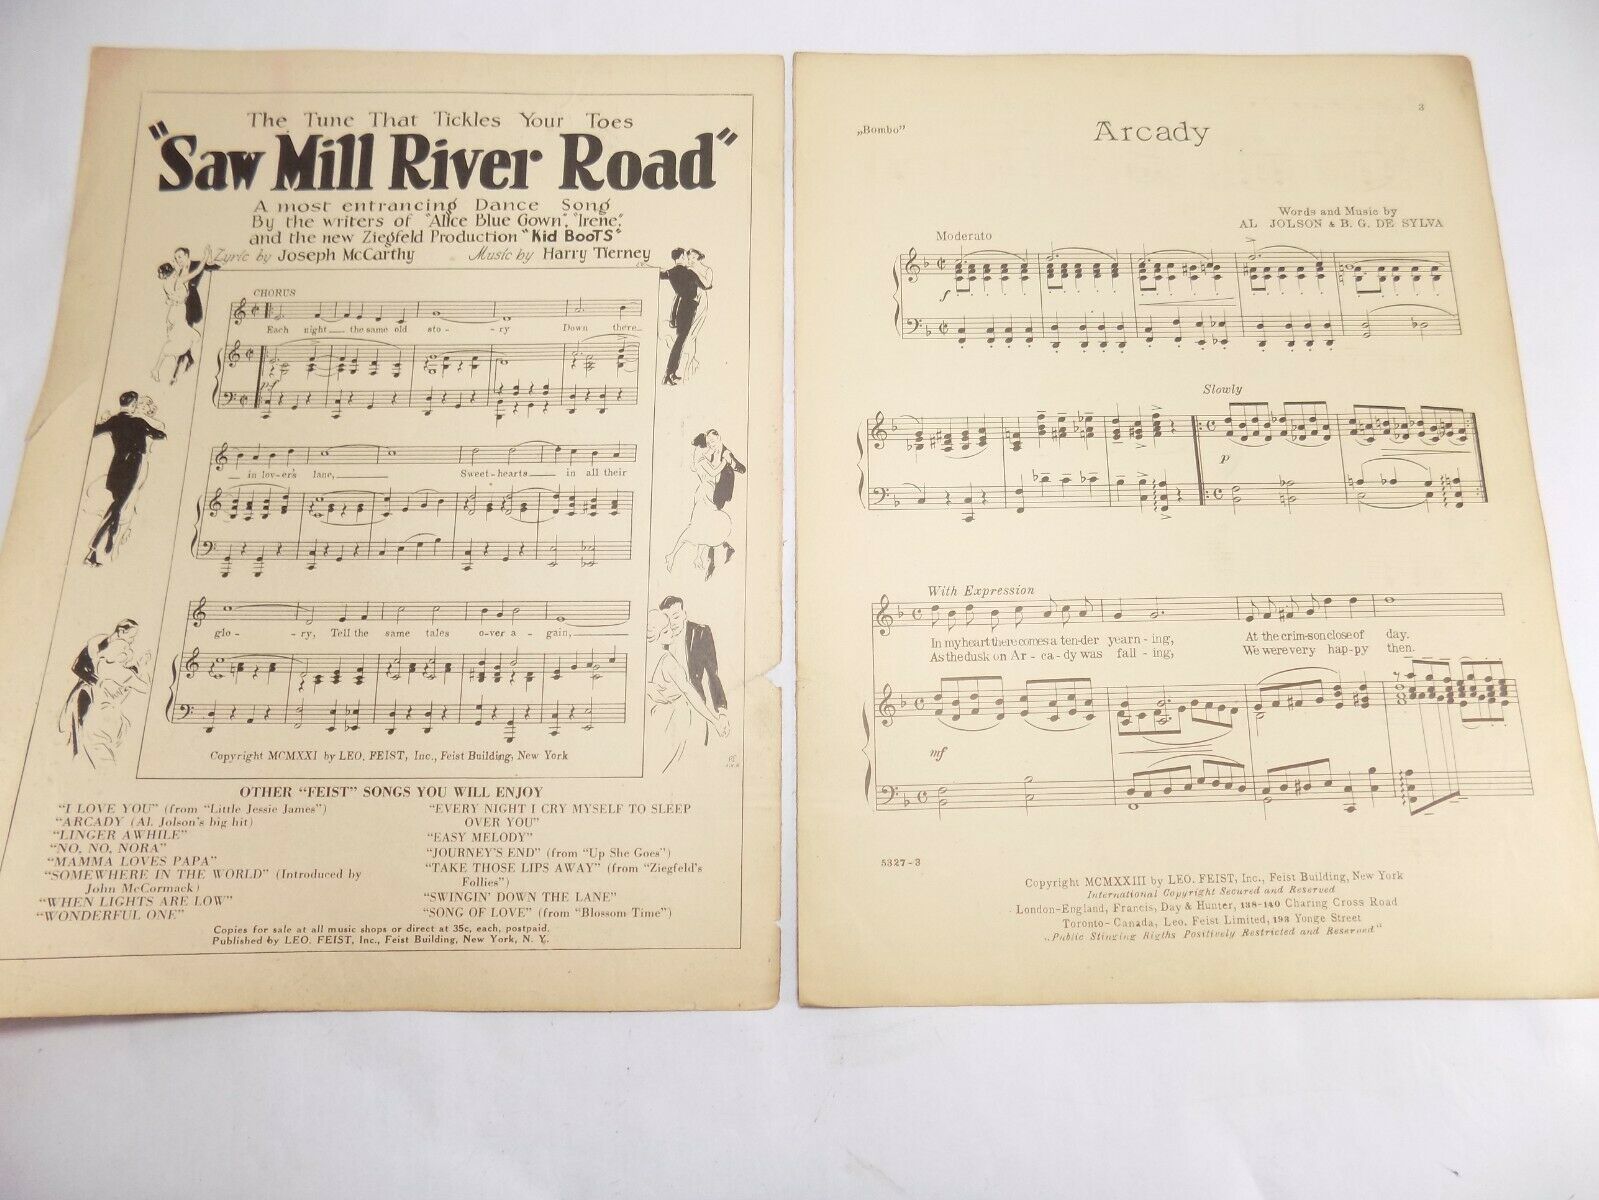 The Tune That Tickles Your Toes
"Saw Mill River Road"
A most entrancing Dance Song
By the writers of "Alice Blue Gown", "Irene",
and the new Ziegfeld Production "Kid BooTS"
Lyric by Joseph McCarthy Music by Harry Tierney
CHORUS
Each night the same old sto - ry Down there
in lov-er's lane, Sweet-hearts in all their
glo - ry, Tell the same tales o-ver a - gain,
Copyright MCMXXI by LEO. FEIST, Inc., Feist Building, New York
OTHER "FEIST" SONGS YOU WILL ENJOY
"I LOVE YOU" (from "Little Jessie James")
"ARCADY (Al. Jolson's big hit)
"LINGER AWHILE"
"NO, NO, NORA"
"MAMMA LOVES PAPA"
"SOMEWHERE IN THE WORLD" (Introduced by
John McCormack)
"WHEN LIGHTS ARE LOW"
"WONDERFUL ONE"
"EVERY NIGHT I CRY MYSELF TO SLEEP
OVER YOU"
"EASY MELODY"
"JOURNEY'S END" (from "Up She Goes")
"TAKE THOSE LIPS AWAY" (from "Ziegfeld's
Follies")
"SWINGIN' DOWN THE LANE"
"SONG OF LOVE" (from "Blossom Time")
Copies for sale at all music shops or direct at 35c, each, postpaid.
Published by LEO. FEIST, Inc., Feist Building, New York, N. Y.
3
„Bombo"
Arcady
Words and Music by
AL JOLSON & B. G. DE SYLVA
Moderato
f
Slowly
p
With Expression
In my heart there comes a ten-der yearn-ing, At the crim-son close of day.
As the dusk on Ar-ca-dy was fall-ing, We were very hap-py then.
mf
5327-3
Copyright MCMXXIII by LEO. FEIST, Inc., Feist Building, New York
International Copyright Secured and Reserved
London-England, Francis, Day & Hunter, 138-140 Charing Cross Road
Toronto-Canada, Leo. Feist Limited, 193 Yonge Street
„Public Stinging Rigths Positively Restricted and Reserved"